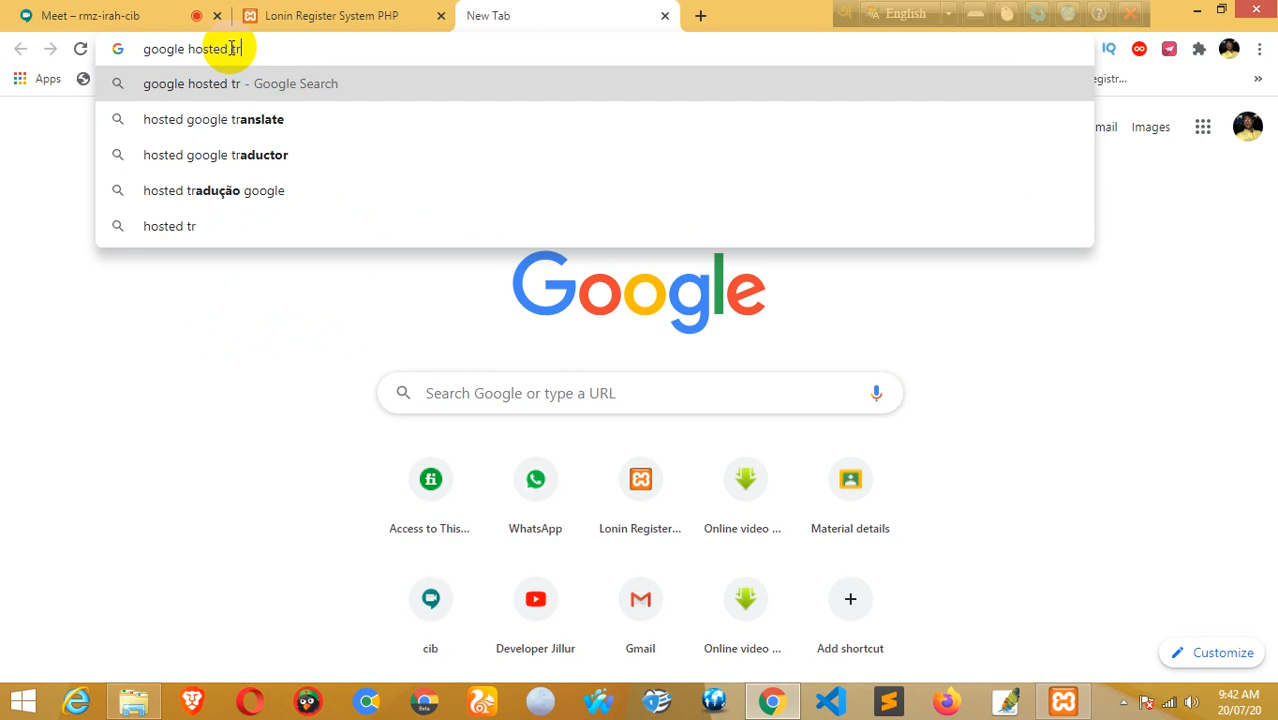 Meet – rmz-irah-cib
Lonin Register System PHP
New Tab
English
google hosted tr
IQ
Apps
google hosted tr - Google Search
hosted google translate
hosted google traductor
hosted tradução google
hosted tr
Images
Google
Search Google or type a URL
Access to This...
WhatsApp
Lonin Register...
Online video ...
Material details
cib
Developer Jillur
Gmail
Online video ...
Add shortcut
Customize
Beta
9:42 AM
20/07/20